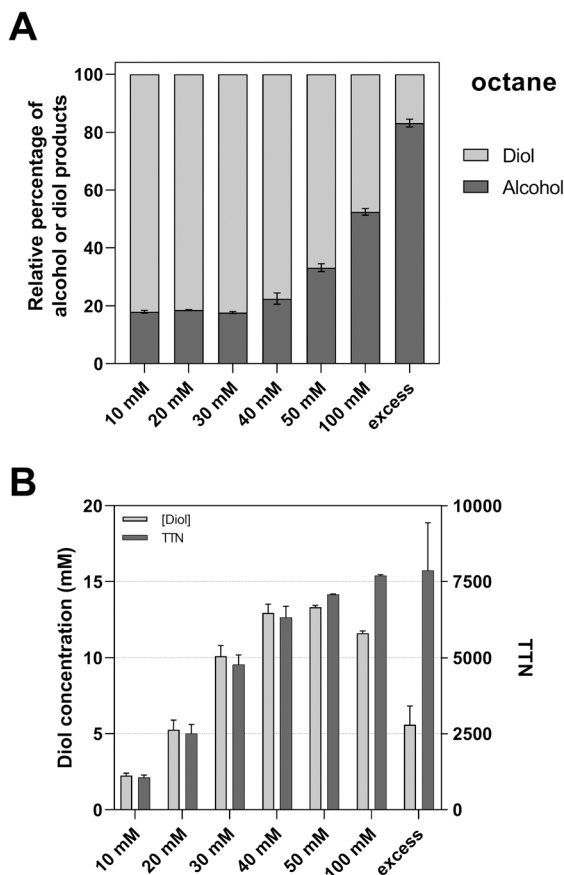 A
octane
Relative percentage of
alcohol or diol products
100
80
60
40
20
0
Diol
Alcohol
10 mM
20 mM
30 mM
40 mM
50 mM
100 mM
excess
B
Diol concentration (mM)
20
15
10
5
0
[Diol]
TTN
10000
7500
5000
2500
0
TTN
10 mM
20 mM
30 mM
40 mM
50 mM
100 mM
excess